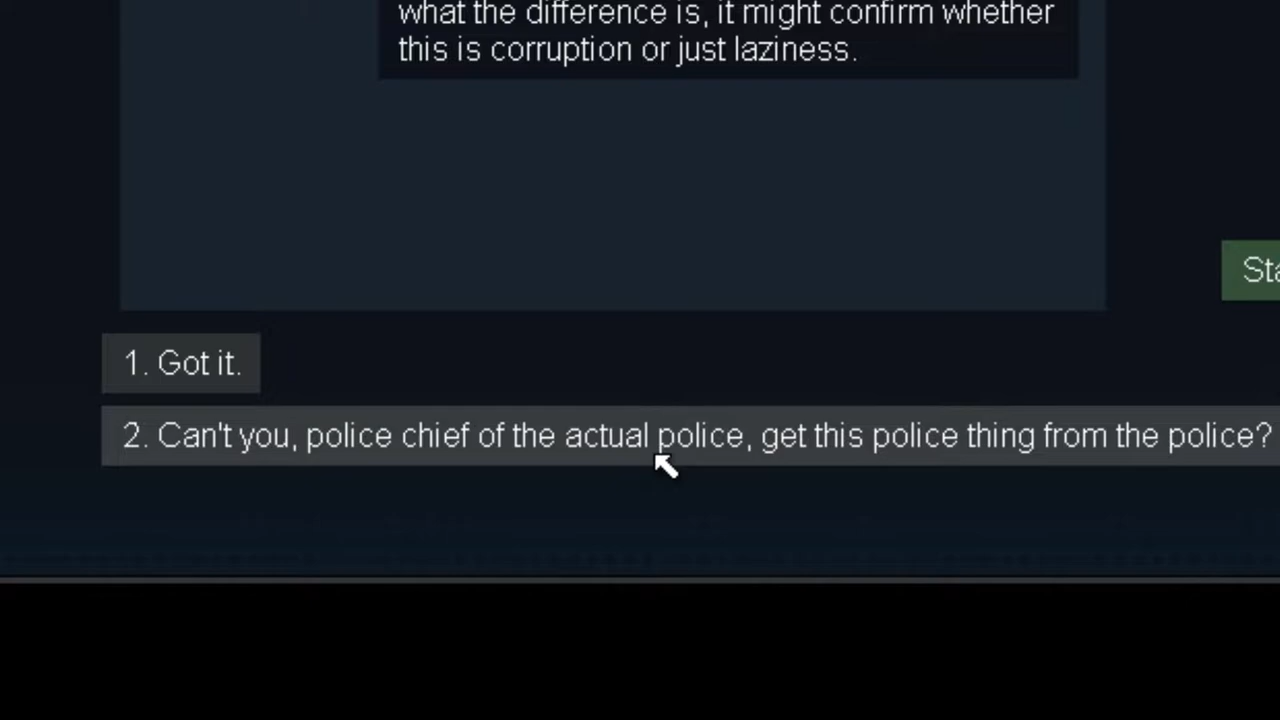 what the difference is, it might confirm whether
this is corruption or just laziness.
Sta
1. Got it.
2. Can't you, police chief of the actual police, get this police thing from the police?